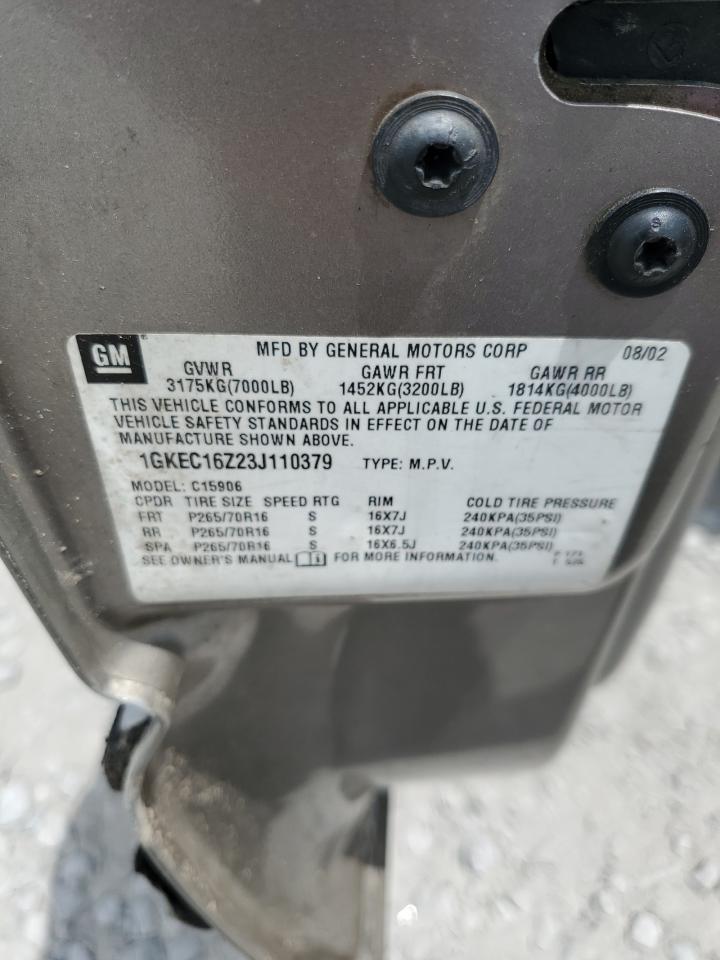 GM® MFD BY GENERAL MOTORS CORP 08/02
GVWR GAWR FRT GAWR RR
3175KG(7000LB) 1452KG(3200LB) 1814KG(4000LB)
THIS VEHICLE CONFORMS TO ALL APPLICABLE U.S. FEDERAL MOTOR
VEHICLE SAFETY STANDARDS IN EFFECT ON THE DATE OF
MANUFACTURE SHOWN ABOVE.
1GKEC16Z23J110379 TYPE: M.P.V.
MODEL: C15906
CPDR TIRE SIZE SPEED RTG RIM COLD TIRE PRESSURE
FRT P265/70R16 S 16X7J 240KPA(35PSI)
RR P265/70R16 S 16X7J 240KPA(35PSI)
SPA P265/70R16 S 16X6.5J 240KPA(35PSI)
SEE OWNER'S MANUAL FOR MORE INFORMATION.